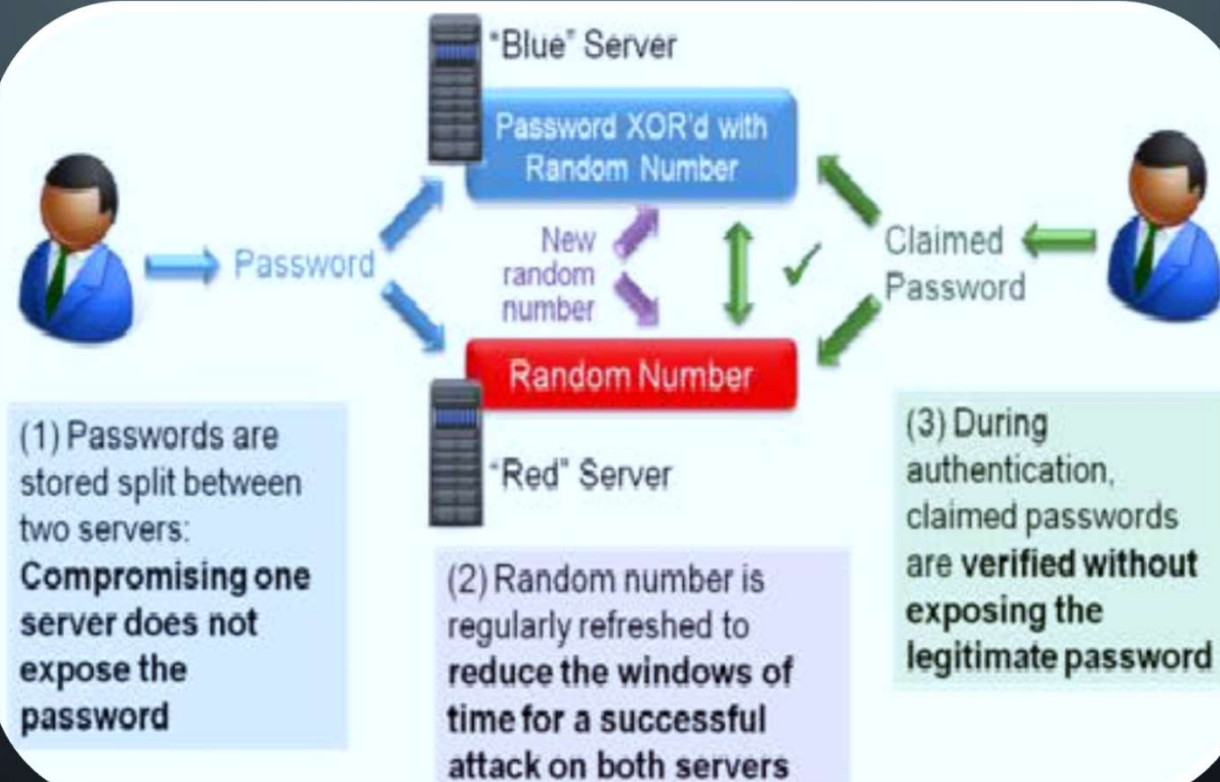 "Blue" Server
Password XOR'd with
Random Number
Password
New
random
number
Claimed
Password
Random Number
"Red" Server
(1) Passwords are
stored split between
two servers:
Compromising one
server does not
expose the
password
(2) Random number is
regularly refreshed to
reduce the windows of
time for a successful
attack on both servers
(3) During
authentication,
claimed passwords
are verified without
exposing the
legitimate password